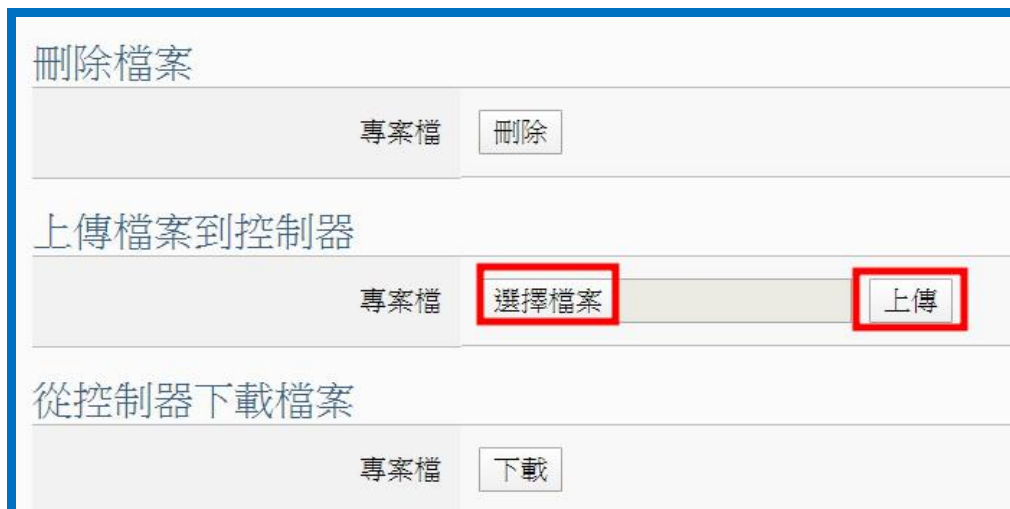 刪除檔案
專案檔 刪除
上傳檔案到控制器
專案檔 選擇檔案 上傳
從控制器下載檔案
專案檔 下載